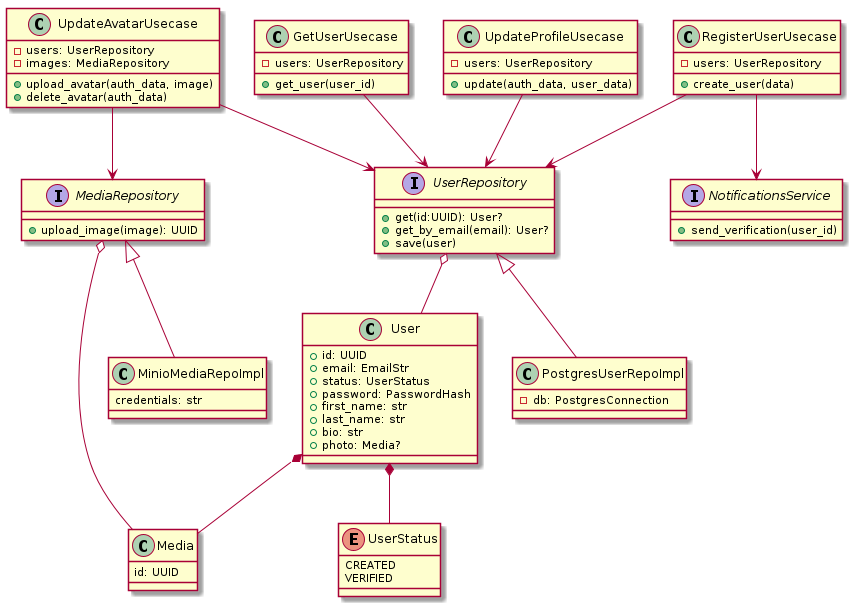 C UpdateAvatarUsecase
users: UserRepository
images: MediaRepository
upload_avatar(auth_data, image)
delete_avatar(auth_data)
C GetUserUsecase
users: UserRepository
get_user(user_id)
C UpdateProfileUsecase
users: UserRepository
update(auth_data, user_data)
C RegisterUserUsecase
users: UserRepository
create_user(data)
I MediaRepository
upload_image(image): UUID
I UserRepository
get(id:UUID): User?
get_by_email(email): User?
save(user)
I NotificationsService
send_verification(user_id)
C MinioMediaRepoImpl
credentials: str
C User
id: UUID
email: EmailStr
status: UserStatus
password: PasswordHash
first_name: str
last_name: str
bio: str
photo: Media?
C PostgresUserRepoImpl
db: PostgresConnection
C Media
id: UUID
E UserStatus
CREATED
VERIFIED